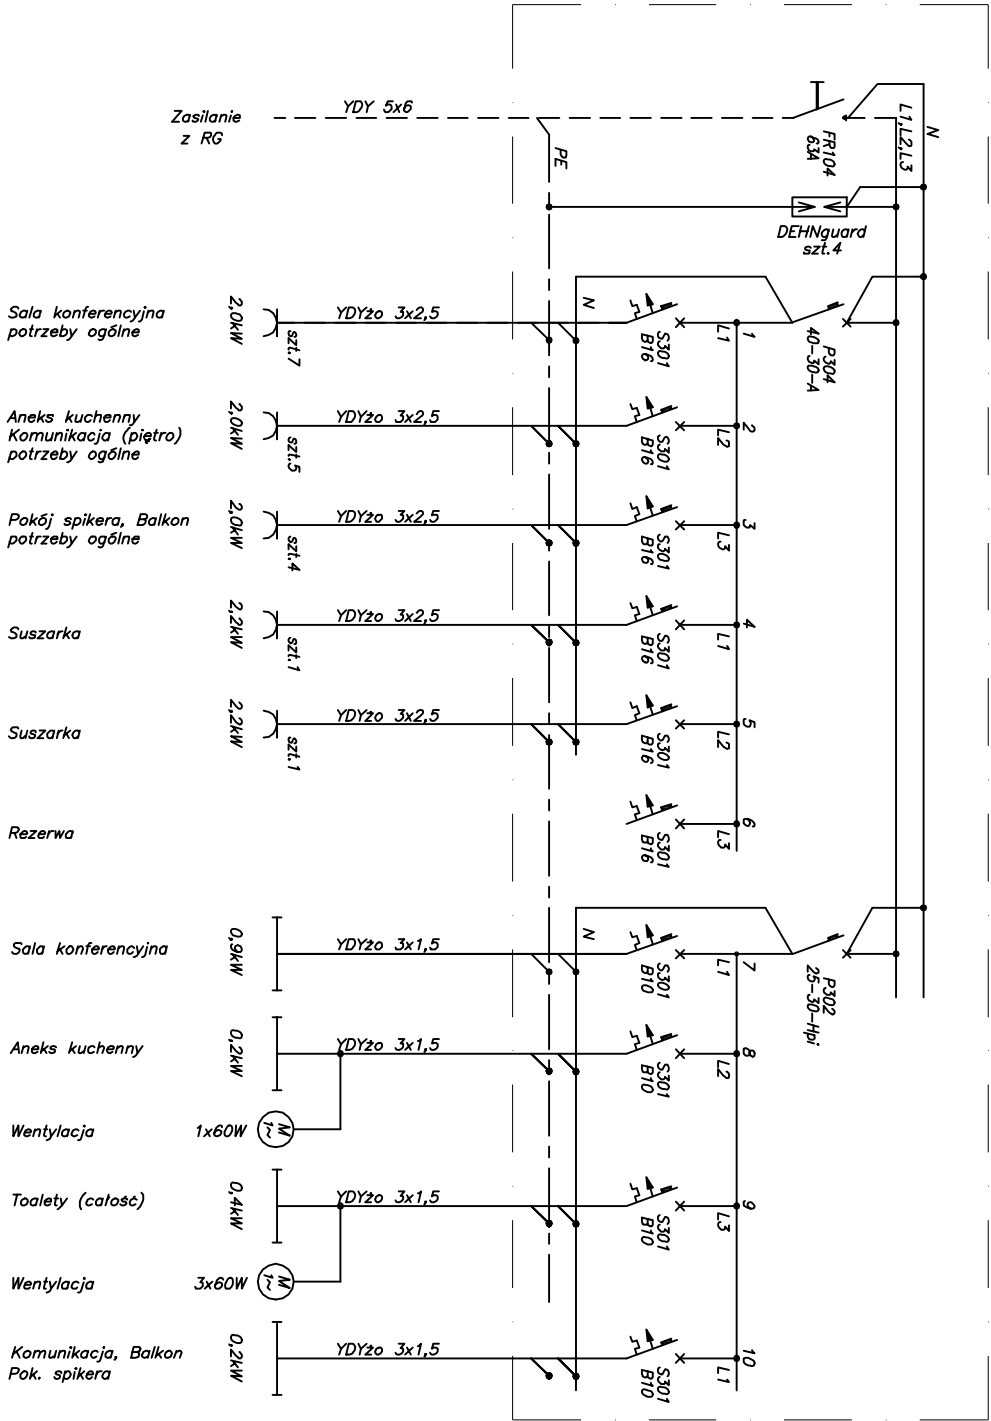 Zasilanie
z RG
YDY 5x6
PE
FR104
63A
L1,L2,L3
N
DEHNguard
szt.4
Sala konferencyjna
potrzeby ogólne
2,0kW
szt.7
YDYżo 3x2,5
N
S301
B16
L1
1
P304
40-30-A
Aneks kuchenny
Komunikacja (piętro)
potrzeby ogólne
2,0kW
szt.5
YDYżo 3x2,5
S301
B16
L2
2
Pokój spikera, Balkon
potrzeby ogólne
2,0kW
szt.4
YDYżo 3x2,5
S301
B16
L3
3
Suszarka
2,2kW
szt.1
YDYżo 3x2,5
S301
B16
L1
4
Suszarka
2,2kW
szt.1
YDYżo 3x2,5
S301
B16
L2
5
Rezerwa
S301
B16
L3
6
Sala konferencyjna
0,9kW
YDYżo 3x1,5
N
S301
B10
L1
7
P302
25-30-Hpi
Aneks kuchenny
0,2kW
YDYżo 3x1,5
S301
B10
L2
8
Wentylacja
1x60W
M
1~
Toalety (całość)
0,4kW
YDYżo 3x1,5
S301
B10
L3
9
Wentylacja
3x60W
M
1~
Komunikacja, Balkon
Pok. spikera
0,2kW
YDYżo 3x1,5
S301
B10
L1
10